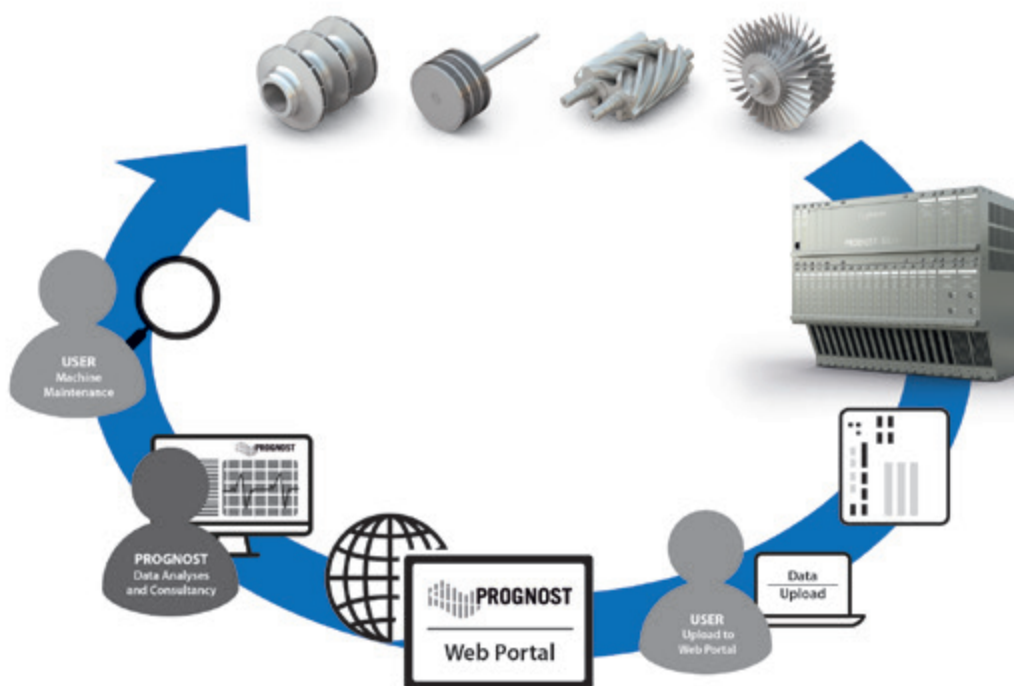 USER
Machine
Maintenance
PROGNOST
PROGNOST
Data Analyses
and Consultancy
PROGNOST
Web Portal
USER
Upload to
Web Portal
Data
Upload
PROGNOST